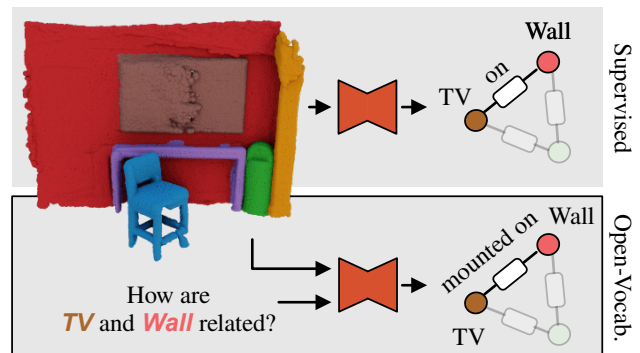 Wall
on
TV
Supervised
Wall
mounted on
TV
Open-Vocab.
How are
TV and Wall related?